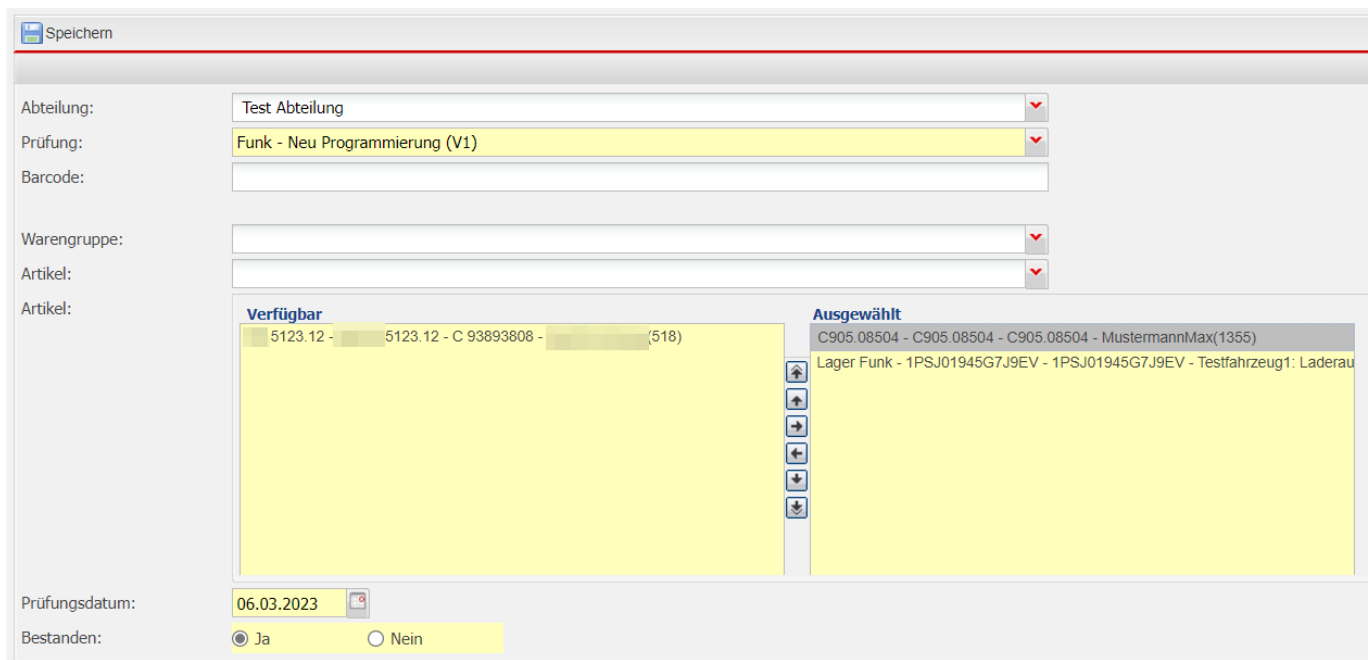 Speichern
Abteilung: Test Abteilung
Prüfung: Funk - Neu Programmierung (V1)
Barcode:
Warengruppe:
Artikel:
Artikel:
Verfügbar
5123.12 - 5123.12 - C 93893808 - (518)
Ausgewählt
C905.08504 - C905.08504 - C905.08504 - MustermannMax(1355)
Lager Funk - 1PSJ01945G7J9EV - 1PSJ01945G7J9EV - Testfahrzeug1: Laderau
Prüfungsdatum: 06.03.2023
Bestanden: Ja Nein